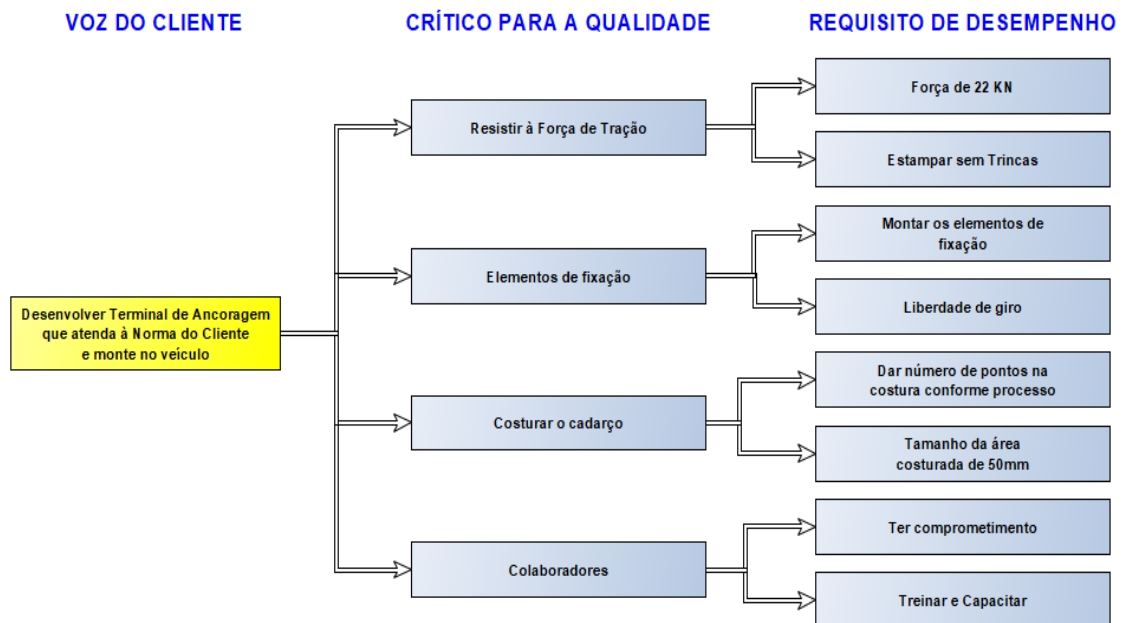 VOZ DO CLIENTE
CRÍTICO PARA A QUALIDADE
REQUISITO DE DESEMPENHO
Desenvolver Terminal de Ancoragem
que atenda à Norma do Cliente
e monte no veículo
Resistir à Força de Tração
Força de 22 KN
Estampar sem Trincas
Elementos de fixação
Montar os elementos de
fixação
Liberdade de giro
Costurar o cadarço
Dar número de pontos na
costura conforme processo
Tamanho da área
costurada de 50mm
Colaboradores
Ter comprometimento
Treinar e Capacitar